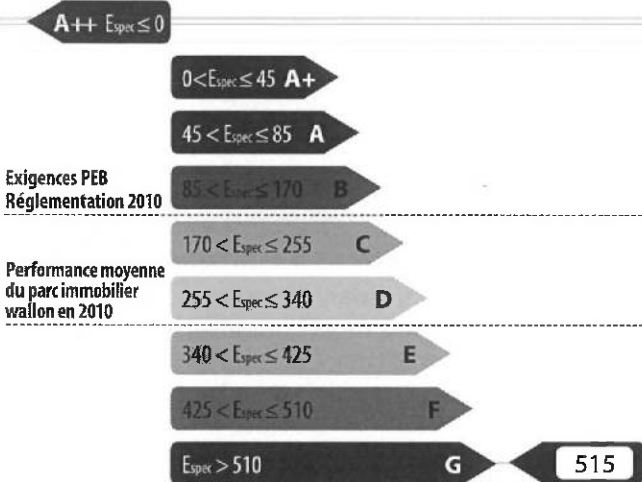 A++ Espec ≤ 0
0 < Espec ≤ 45 A+
45 < Espec ≤ 85 A
Exigences PEB
Réglementation 2010
85 < Espec ≤ 170 B
170 < Espec ≤ 255 C
Performance moyenne
du parc immobilier
wallon en 2010
255 < Espec ≤ 340 D
340 < Espec ≤ 425 E
425 < Espec ≤ 510 F
Espec > 510 G 515